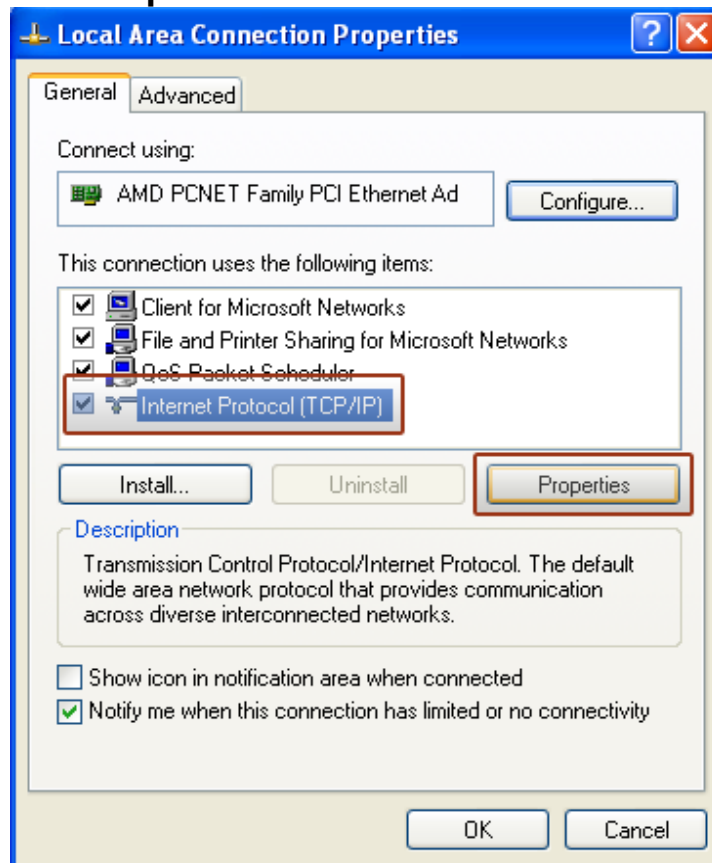 Local Area Connection Properties
General Advanced
Connect using:
AMD PCNET Family PCI Ethernet Ad
Configure...
This connection uses the following items:
Client for Microsoft Networks
File and Printer Sharing for Microsoft Networks
QoS Packet Scheduler
Internet Protocol (TCP/IP)
Install... Uninstall Properties
Description
Transmission Control Protocol/Internet Protocol. The default
wide area network protocol that provides communication
across diverse interconnected networks.
Show icon in notification area when connected
Notify me when this connection has limited or no connectivity
OK Cancel